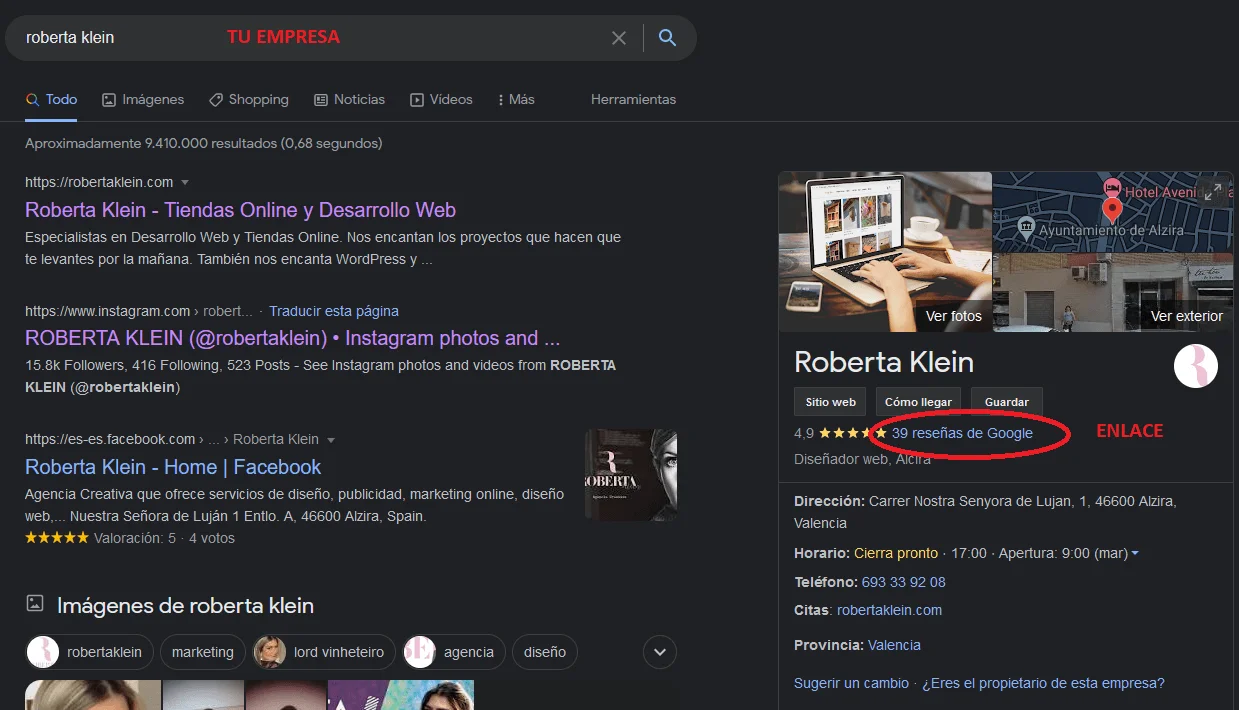 roberta klein
TU EMPRESA
Todo
Imágenes
Shopping
Noticias
Vídeos
Más
Herramientas
Aproximadamente 9.410.000 resultados (0,68 segundos)
https://robertaklein.com
Roberta Klein - Tiendas Online y Desarrollo Web
Especialistas en Desarrollo Web y Tiendas Online. Nos encantan los proyectos que hacen que
te levantes por la mañana. También nos encanta WordPress y ...
https://www.instagram.com › robert... · Traducir esta página
ROBERTA KLEIN (@robertaklein) • Instagram photos and ...
15.8k Followers, 416 Following, 523 Posts - See Instagram photos and videos from ROBERTA
KLEIN (@robertaklein)
https://es-es.facebook.com › ... › Roberta Klein
Roberta Klein - Home | Facebook
Agencia Creativa que ofrece servicios de diseño, publicidad, marketing online, diseño
web,... Nuestra Señora de Luján 1 Entlo. A, 46600 Alzira, Spain.
Valoración: 5 · 4 votos
ROBERTA
Imágenes de roberta klein
robertaklein
marketing
lord vinheteiro
agencia
diseño
Hotel Avenid
Ayuntamiento de Alzira
Ver fotos
Ver exterior
Roberta Klein
Sitio web
Cómo llegar
Guardar
4,9
39 reseñas de Google
ENLACE
Diseñador web, Alcira
Dirección: Carrer Nostra Senyora de Lujan, 1, 46600 Alzira,
Valencia
Horario: Cierra pronto · 17:00 · Apertura: 9:00 (mar)
Teléfono: 693 33 92 08
Citas: robertaklein.com
Provincia: Valencia
Sugerir un cambio · ¿Eres el propietario de esta empresa?